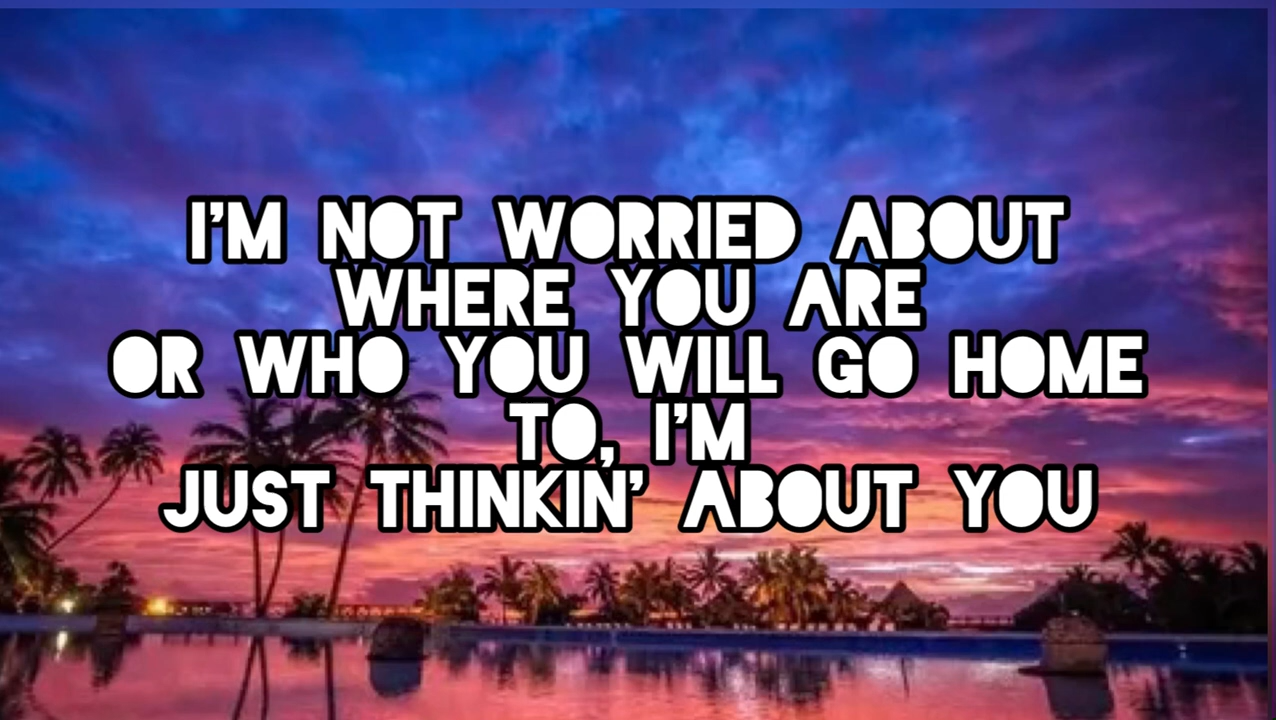 I'M NOT WORRIED ABOUT
WHERE YOU ARE
OR WHO YOU WILL GO HOME
TO, I'M
JUST THINKIN' ABOUT YOU